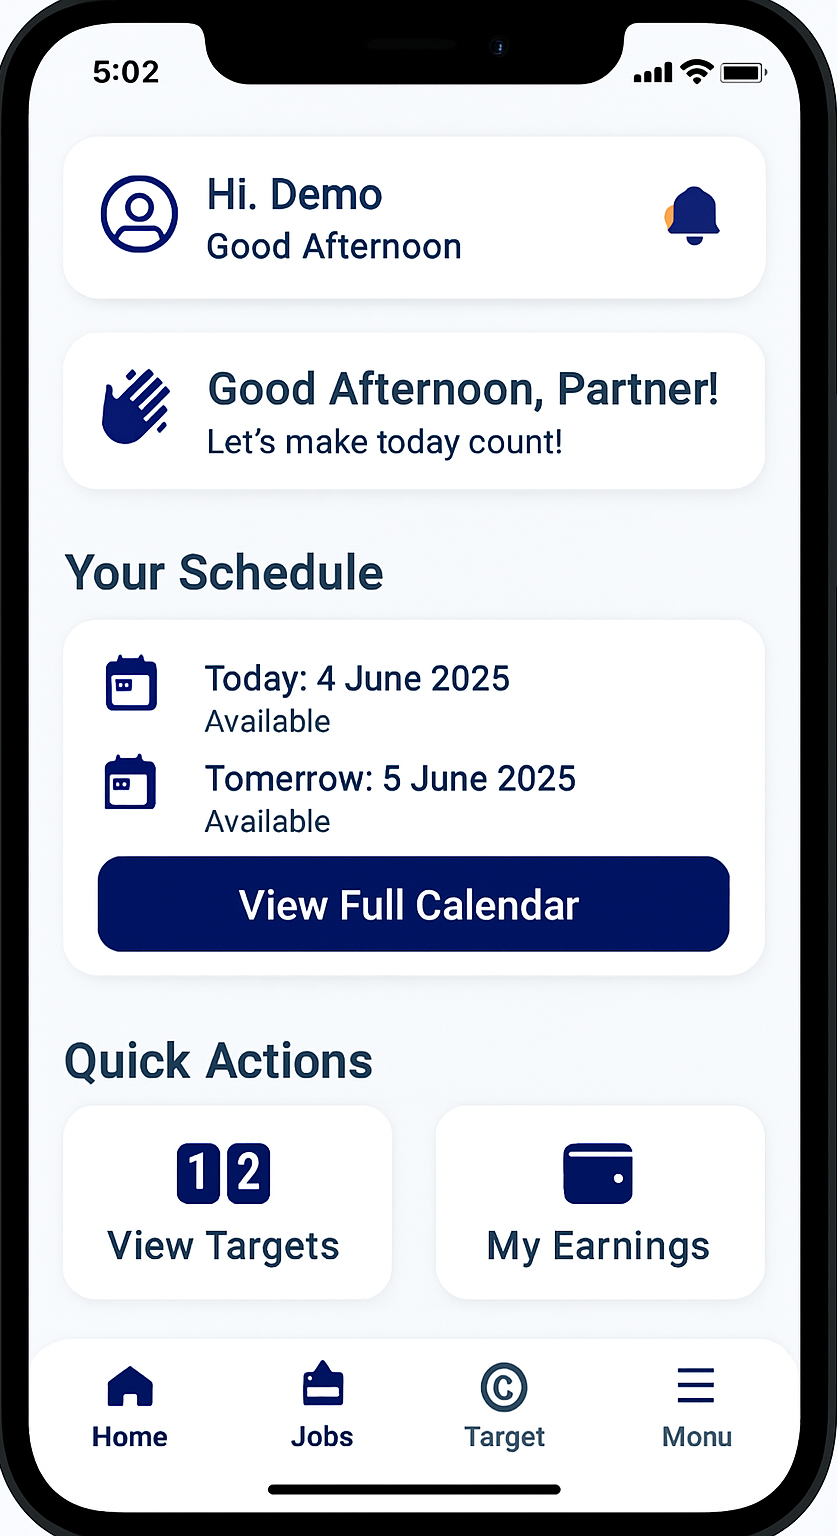 5:02
Hi. Demo
Good Afternoon
Good Afternoon, Partner!
Let’s make today count!
Your Schedule
Today: 4 June 2025
Available
Tomerrow: 5 June 2025
Available
View Full Calendar
Quick Actions
12
View Targets
My Earnings
Home
Jobs
C
Target
Monu